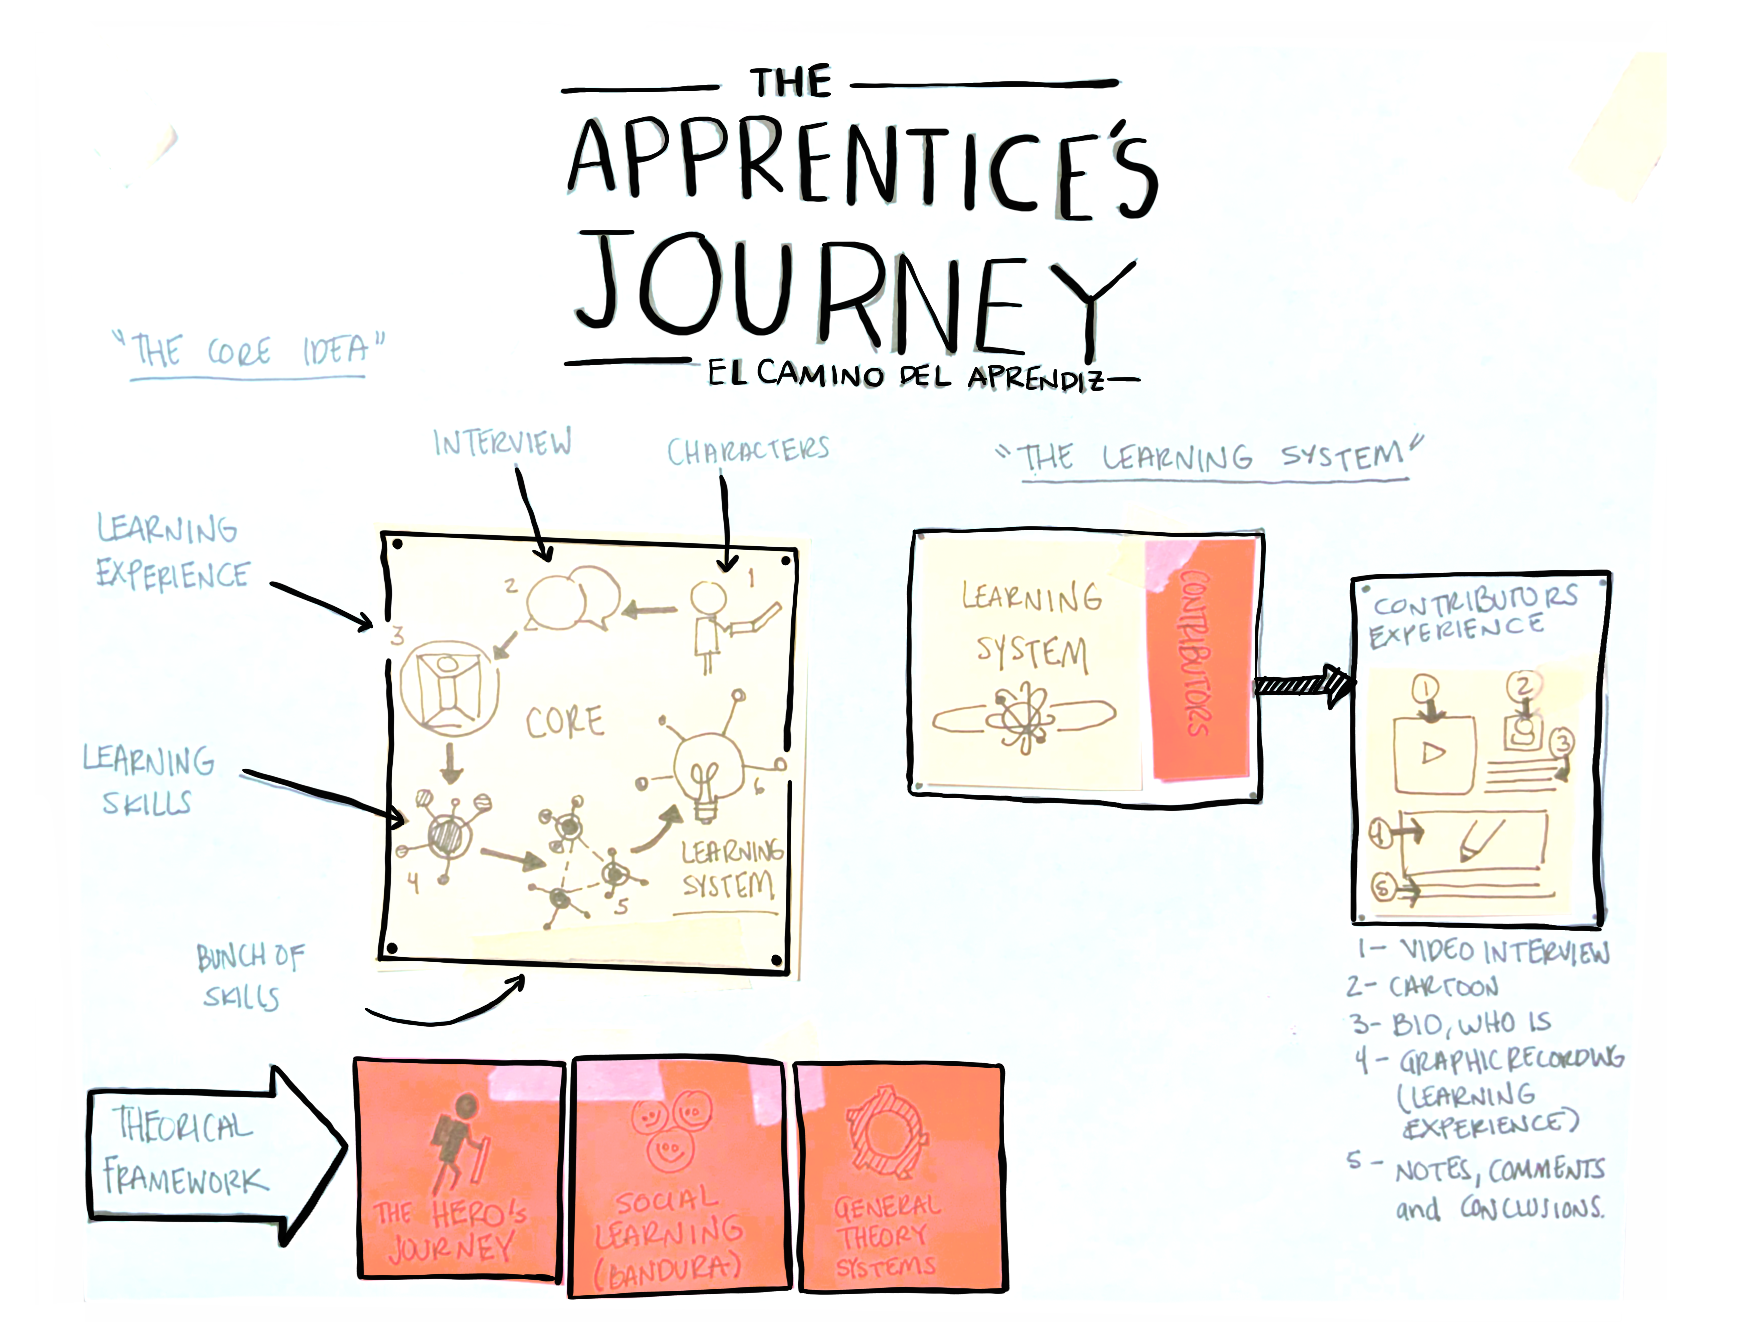 THE
APPRENTICE'S
JOURNEY
EL CAMINO DEL APRENDIZ
"THE CORE IDEA"
INTERVIEW
CHARACTERS
LEARNING
EXPERIENCE
LEARNING
SKILLS
BUNCH OF
SKILLS
1
2
3
CORE
4
5
6
LEARNING
SYSTEM
"THE LEARNING SYSTEM"
LEARNING
SYSTEM
CONTRIBUTORS
CONTRIBUTORS
EXPERIENCE
1
2
3
4
5
1- VIDEO INTERVIEW
2- CARTOON
3- BIO, WHO IS
4- GRAPHIC RECORDING
(LEARNING
EXPERIENCE)
5- NOTES, COMMENTS
and CONCLUSIONS.
THEORICAL
FRAMEWORK
THE HERO'S
JOURNEY
SOCIAL
LEARNING
(BANDURA)
GENERAL
THEORY
SYSTEMS